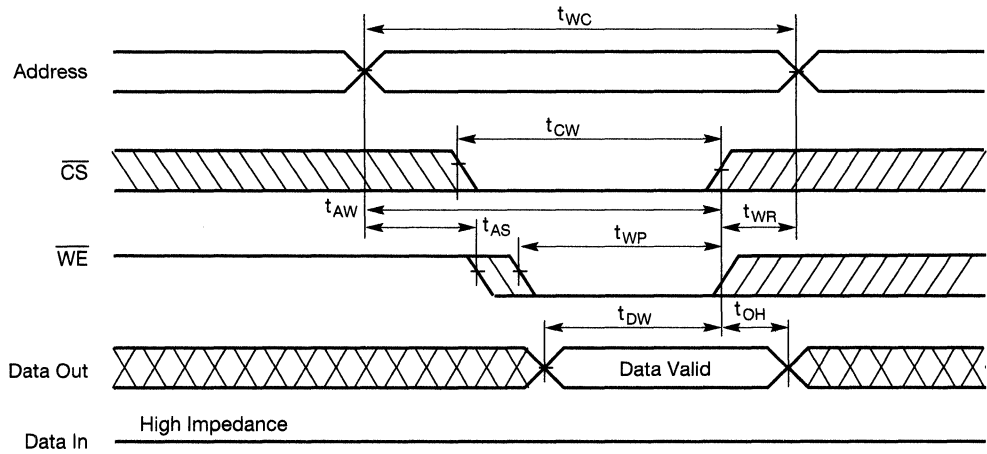 tWC
Address
tCW
CS
tAW
tAS
tWR
tWP
WE
tDW
tOH
Data Out
Data Valid
High Impedance
Data In